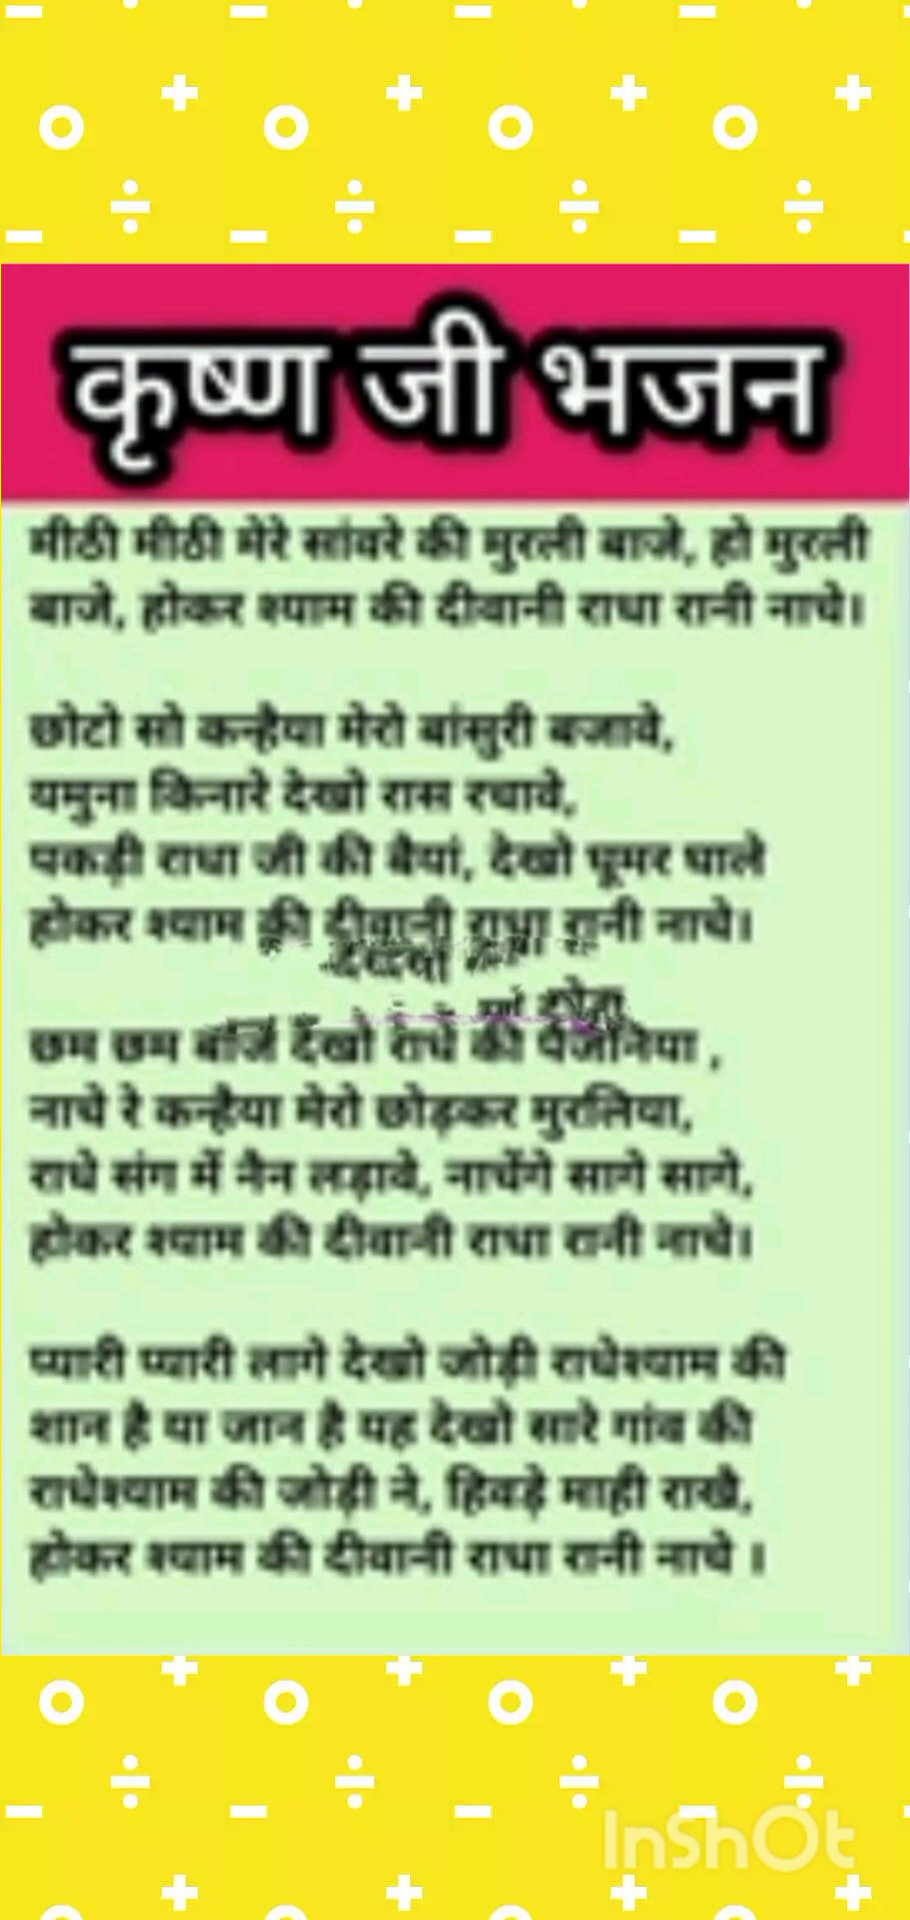 कृष्ण जी भजन
मीठी मीठी मेरे सांवरे की मुरली बाजे, हो मुरली
बाजे, होकर श्याम की दीवानी राधा रानी नाचे।
छोटो सो कन्हैया मेरो बांसुरी बजावे,
यमुना किनारे देखो रास रचावे,
पकड़ी राधा जी की बैयां, देखो घूमर घाले
होकर श्याम की दीवानी राधा रानी नाचे।
छम छम बाजे देखो राधे की पैजनिया ,
नाचे रे कन्हैया मेरो छोड़कर मुरलिया,
राधे संग में नैन लड़ावे, नाचेंगे सागे सागे,
होकर श्याम की दीवानी राधा रानी नाचे।
प्यारी प्यारी लागे देखो जोड़ी राधेश्याम की
शान है या जान है यह देखो सारे गांव की
राधेश्याम की जोड़ी ने, हिवड़े माही राखै,
होकर श्याम की दीवानी राधा रानी नाचे ।
InShOt